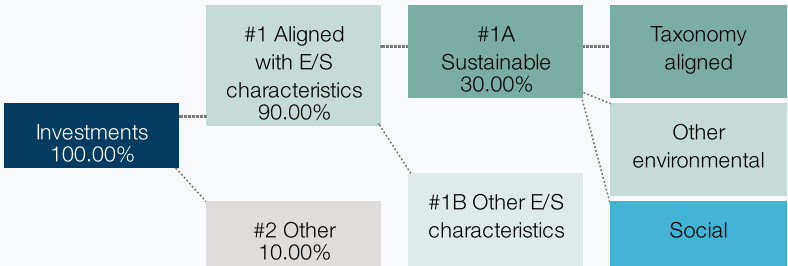 Investments
100.00%
#1 Aligned
with E/S
characteristics
90.00%
#2 Other
10.00%
#1A
Sustainable
30.00%
#1B Other E/S
characteristics
Taxonomy
aligned
Other
environmental
Social